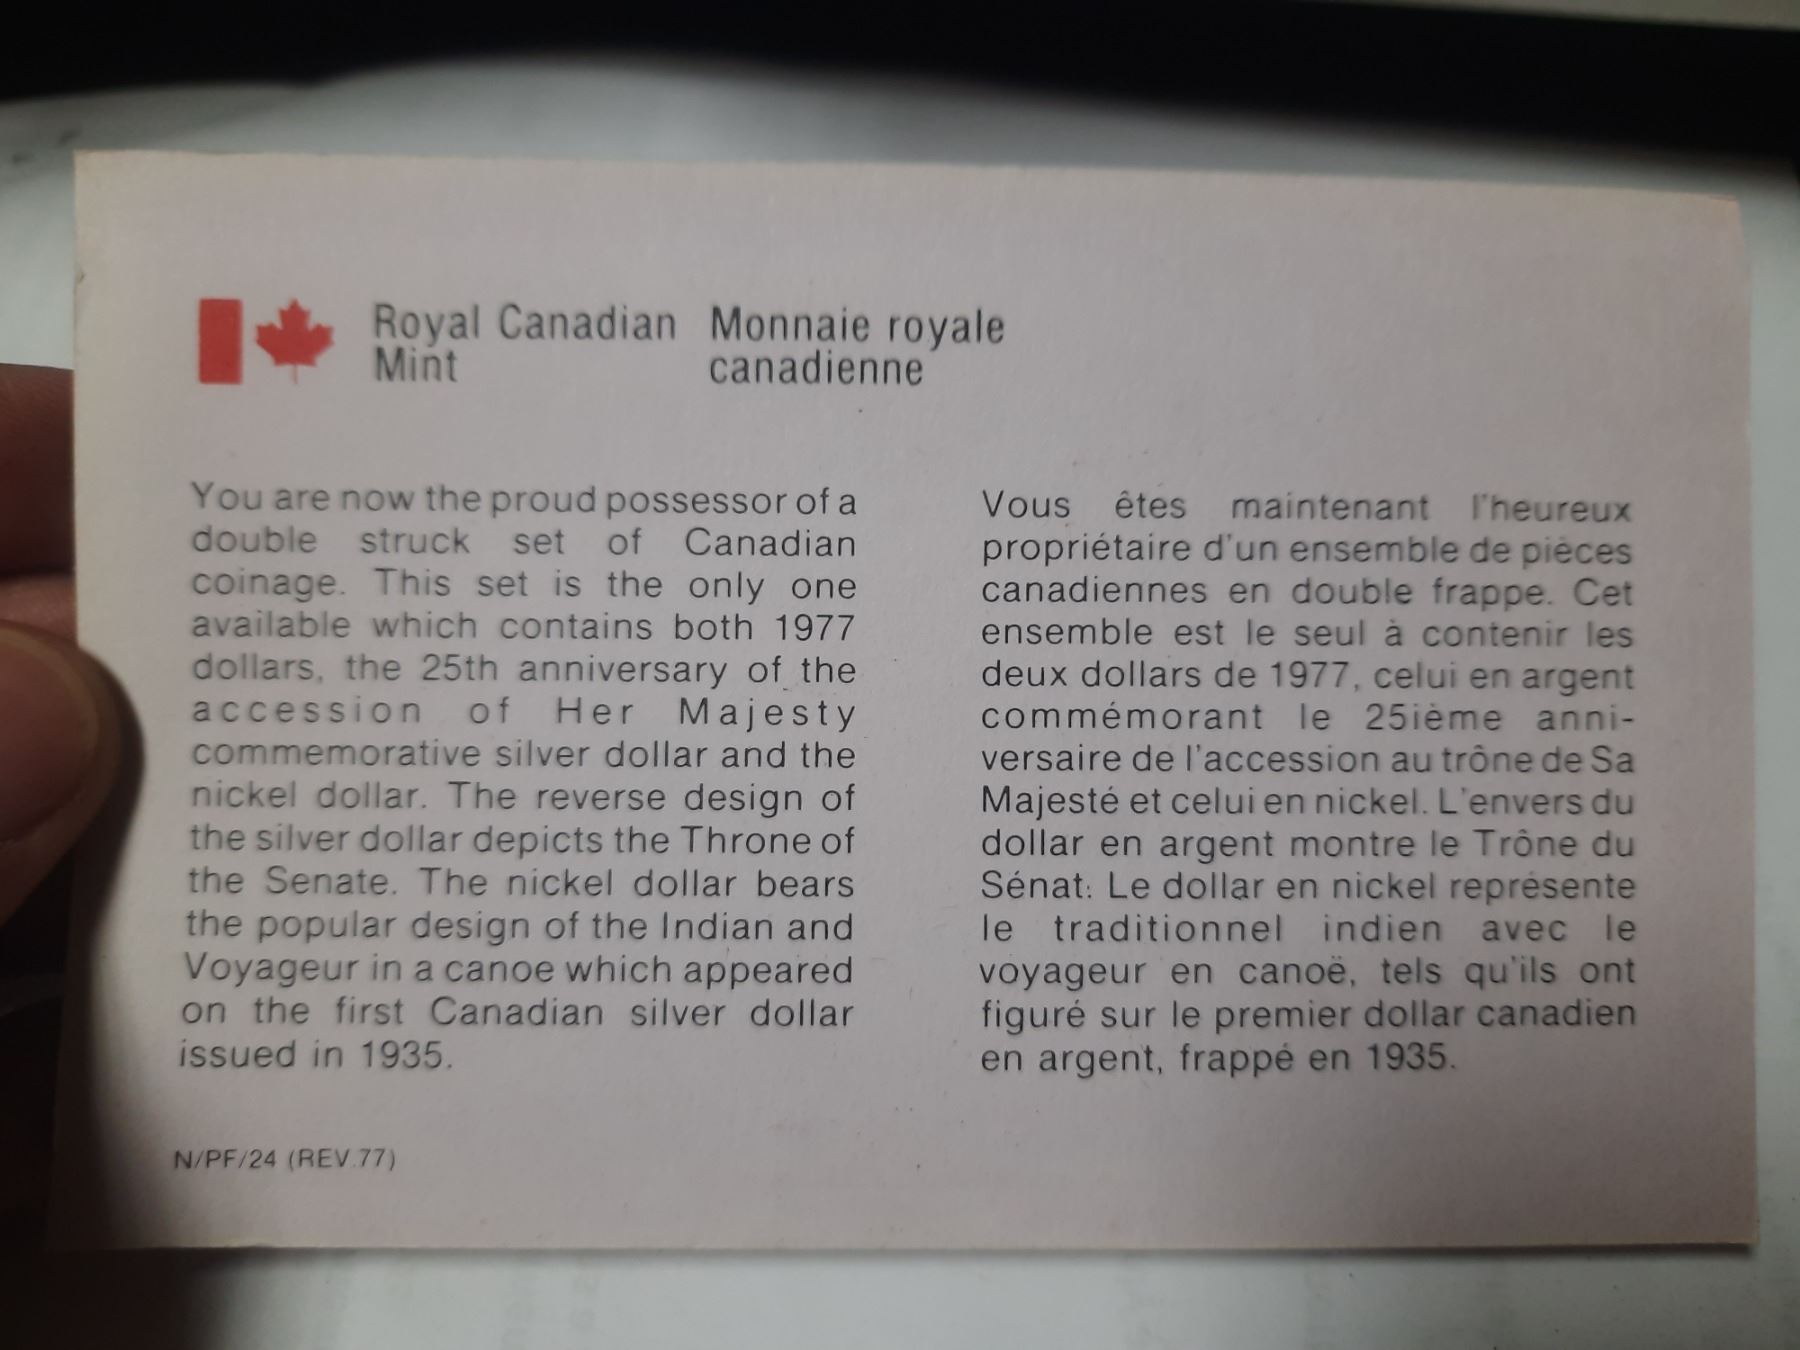 Royal Canadian
Mint
Monnaie royale
canadienne
You are now the proud possessor of a
double struck set of Canadian
coinage. This set is the only one
available which contains both 1977
dollars, the 25th anniversary of the
accession of Her Majesty
commemorative silver dollar and the
nickel dollar. The reverse design of
the silver dollar depicts the Throne of
the Senate. The nickel dollar bears
the popular design of the Indian and
Voyageur in a canoe which appeared
on the first Canadian silver dollar
issued in 1935.
Vous êtes maintenant l'heureux
propriétaire d'un ensemble de pièces
canadiennes en double frappe. Cet
ensemble est le seul à contenir les
deux dollars de 1977, celui en argent
commémorant le 25ième anni-
versaire de l'accession au trône de Sa
Majesté et celui en nickel. L'envers du
dollar en argent montre le Trône du
Sénat. Le dollar en nickel représente
le traditionnel indien avec le
voyageur en canoë, tels qu'ils ont
figuré sur le premier dollar canadien
en argent, frappé en 1935.
N/PF/24 (REV.77)